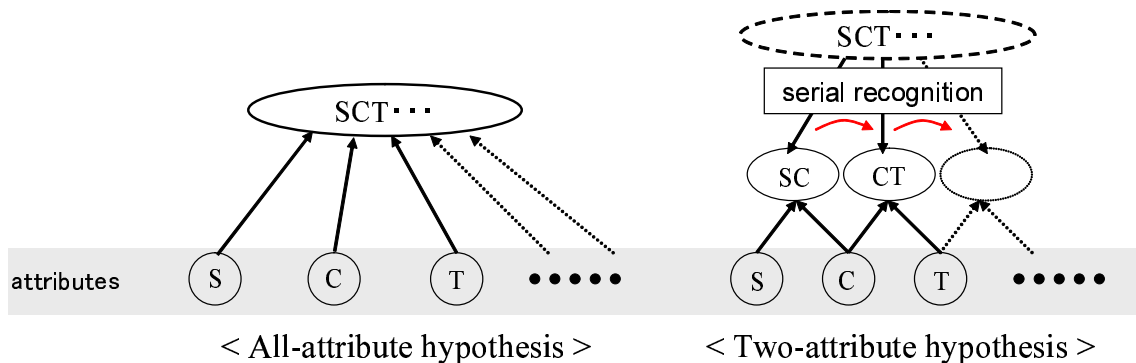 SCT···
SCT···
serial recognition
SC
CT
attributes
S
C
T
•••••
S
C
T
•••••
< All-attribute hypothesis >
< Two-attribute hypothesis >